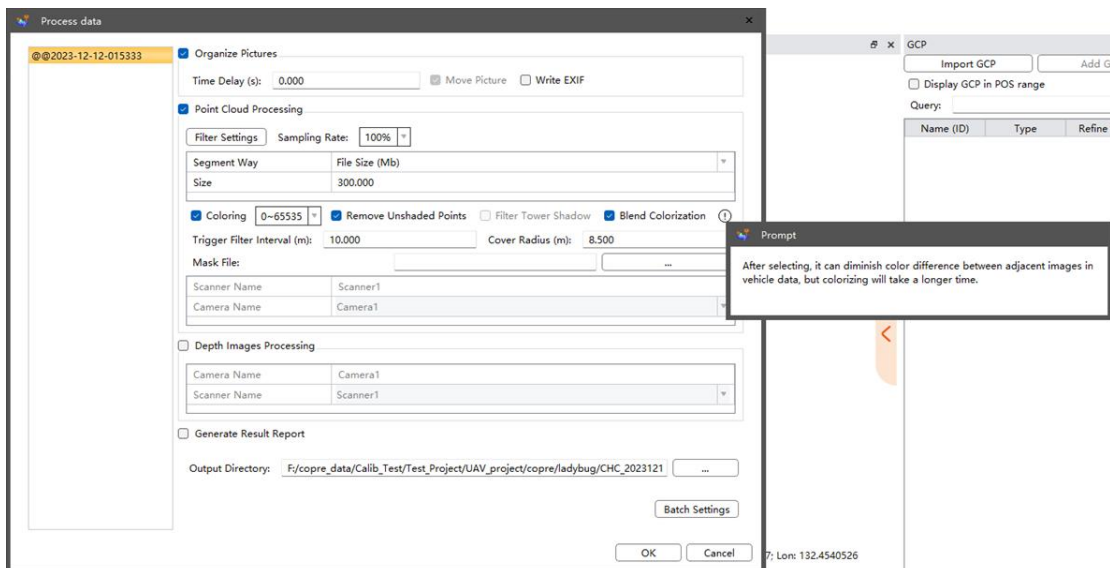 Process data
@@2023-12-12-015333
Organize Pictures
Time Delay (s): 0.000 Move Picture Write EXIF
Point Cloud Processing
Filter Settings Sampling Rate: 100%
Segment Way File Size (Mb)
Size 300.000
Coloring 0~65535 Remove Unshaded Points Filter Tower Shadow Blend Colorization
Trigger Filter Interval (m): 10.000 Cover Radius (m): 8.500
Mask File: ...
Scanner Name Scanner1
Camera Name Camera1
Depth Images Processing
Camera Name Camera1
Scanner Name Scanner1
Generate Result Report
Output Directory: F:/copre_data/Calib_Test/Test_Project/UAV_project/copre/ladybug/CHC_2023121 ...
Batch Settings
OK Cancel
7; Lon: 132.4540526
GCP
Import GCP Add G
Display GCP in POS range
Query:
Name (ID) Type Refine
Prompt
After selecting, it can diminish color difference between adjacent images in
vehicle data, but colorizing will take a longer time.